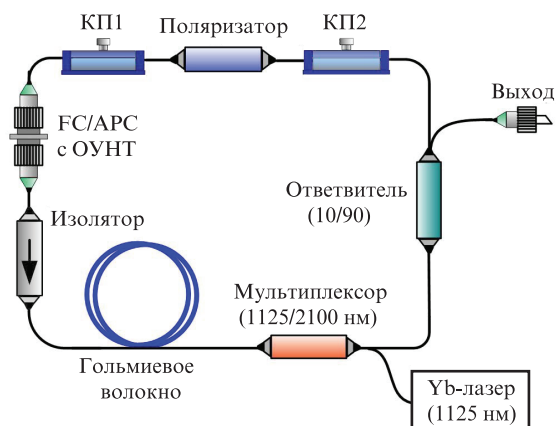 КП1
Поляризатор
КП2
Выход
FC/APC
с ОУНТ
Ответвитель
(10/90)
Изолятор
Мультиплексор
(1125/2100 нм)
Гольмиевое
волокно
Yb-лазер
(1125 нм)